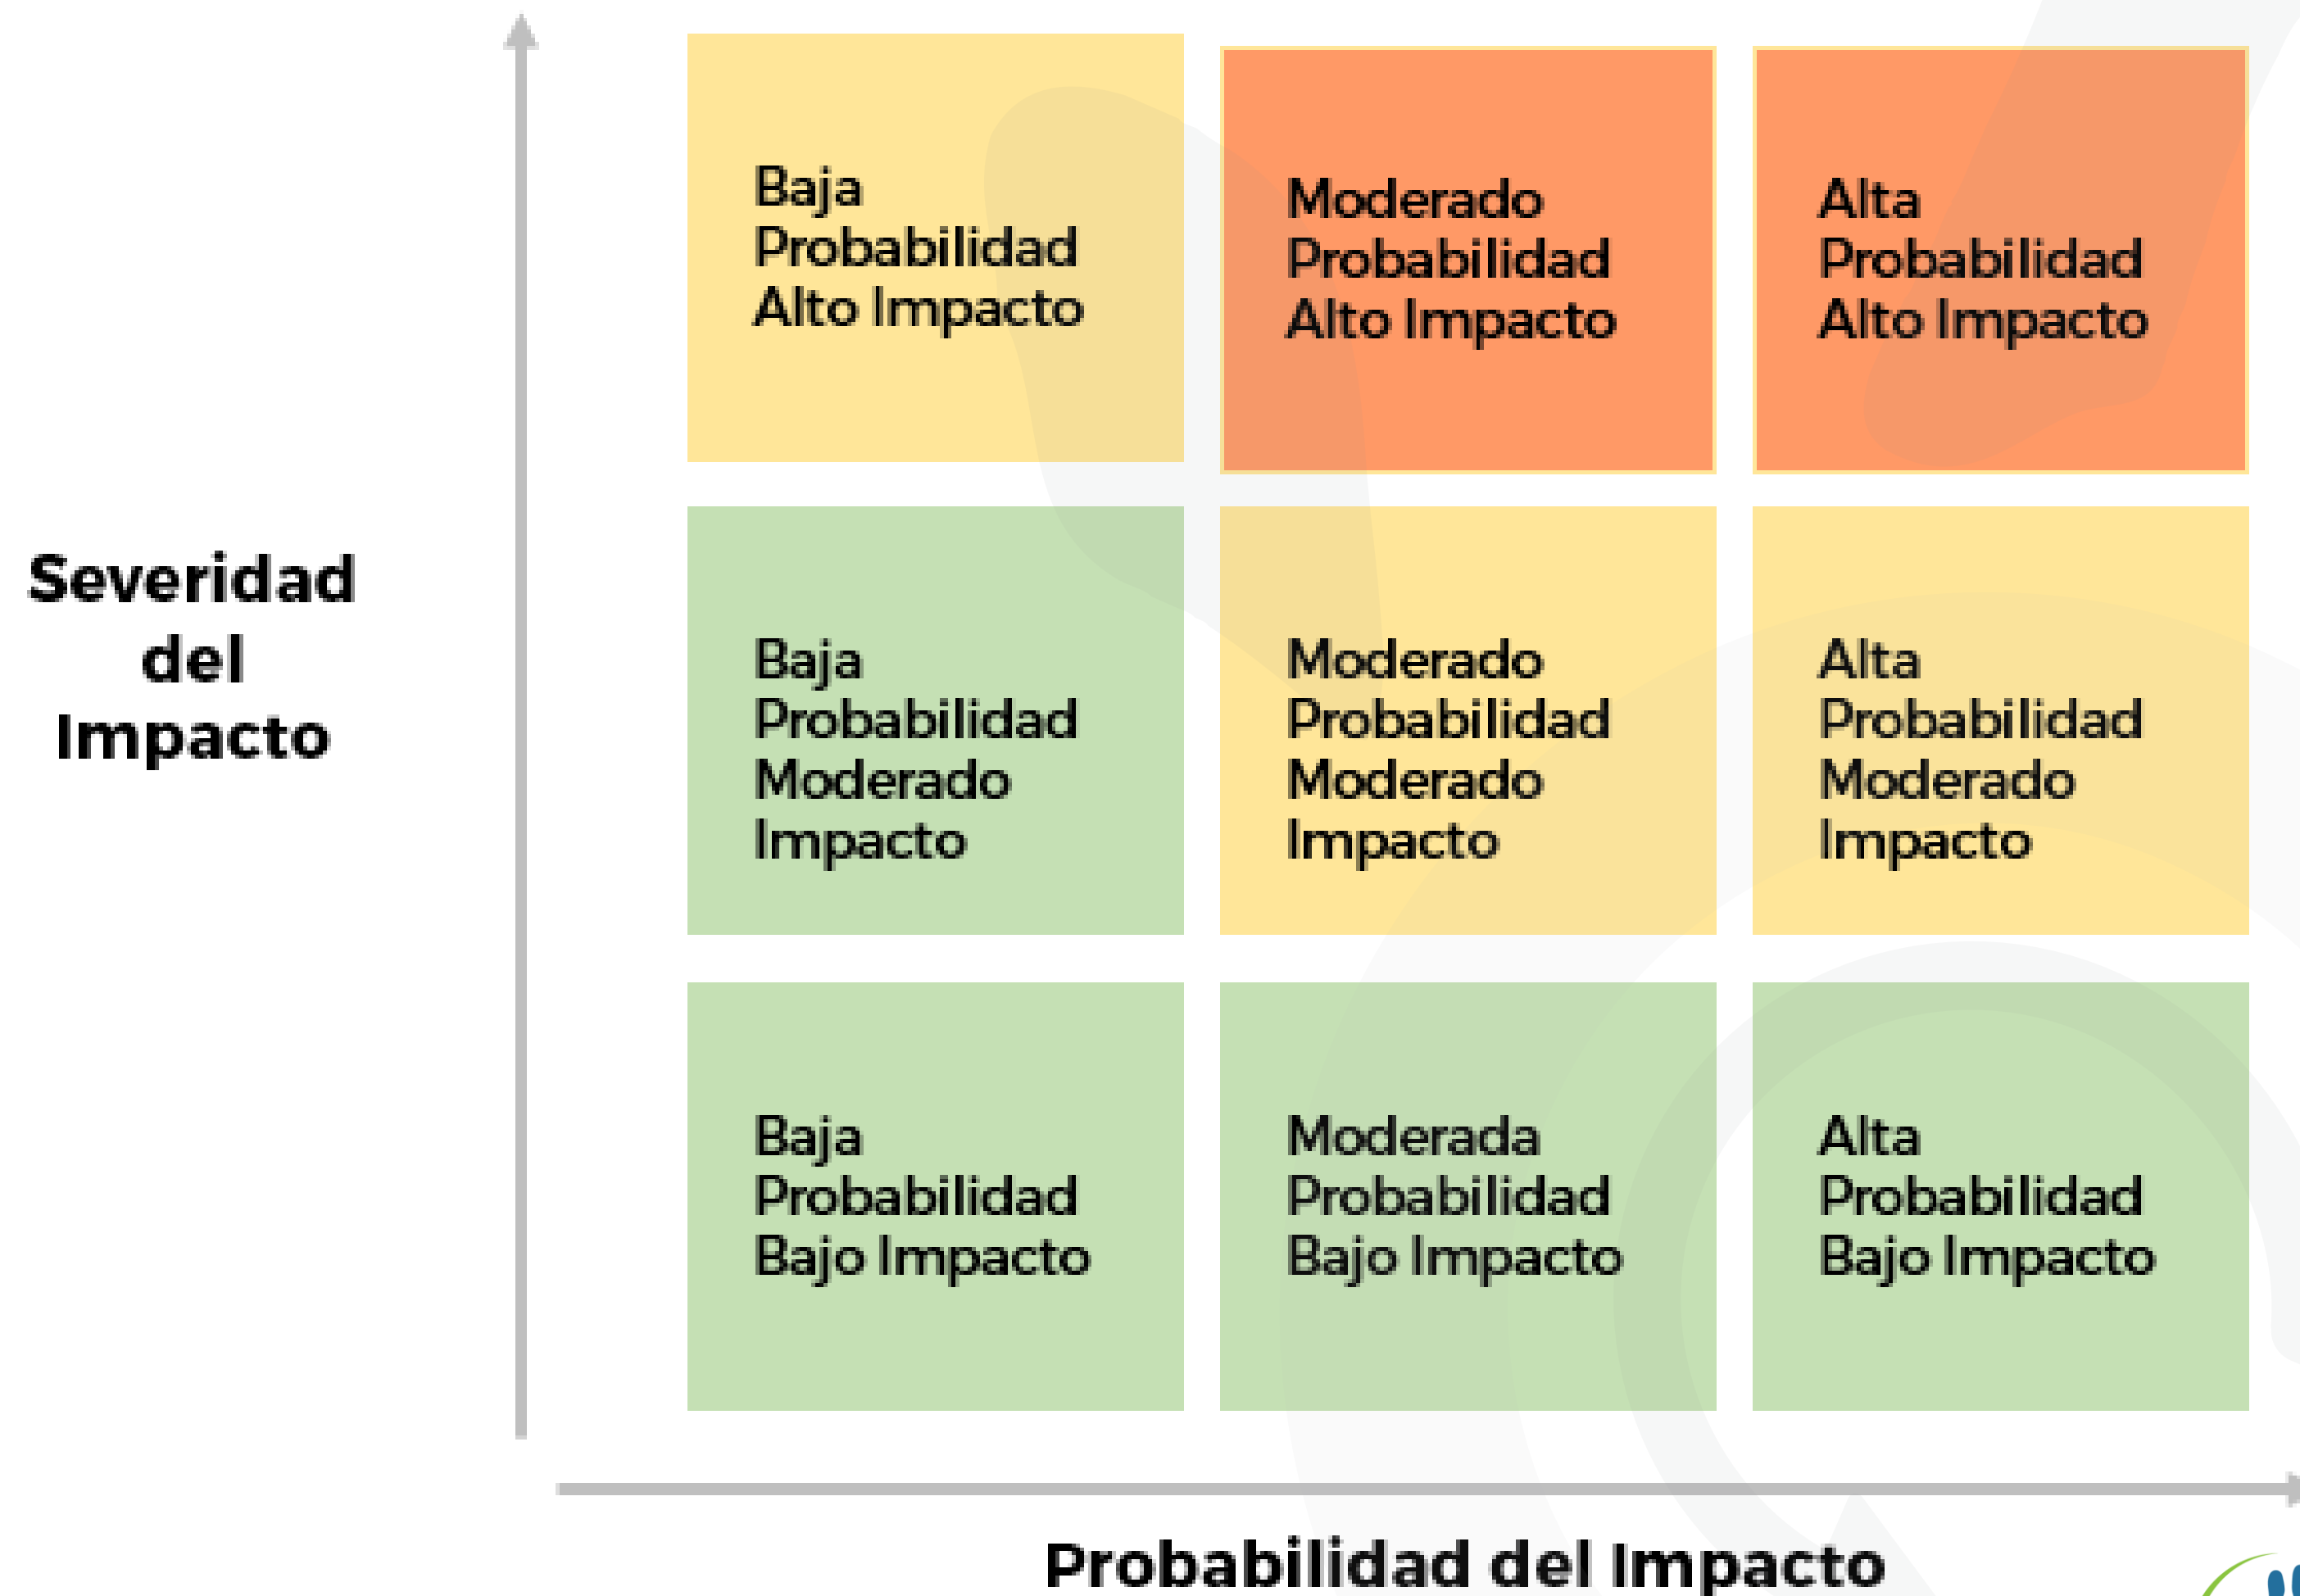 Severidad
del
Impacto
Baja
Probabilidad
Alto Impacto
Moderado
Probabilidad
Alto Impacto
Alta
Probabilidad
Alto Impacto
Baja
Probabilidad
Moderado
Impacto
Moderado
Probabilidad
Moderado
Impacto
Alta
Probabilidad
Moderado
Impacto
Baja
Probabilidad
Bajo Impacto
Moderada
Probabilidad
Bajo Impacto
Alta
Probabilidad
Bajo Impacto
Probabilidad del Impacto